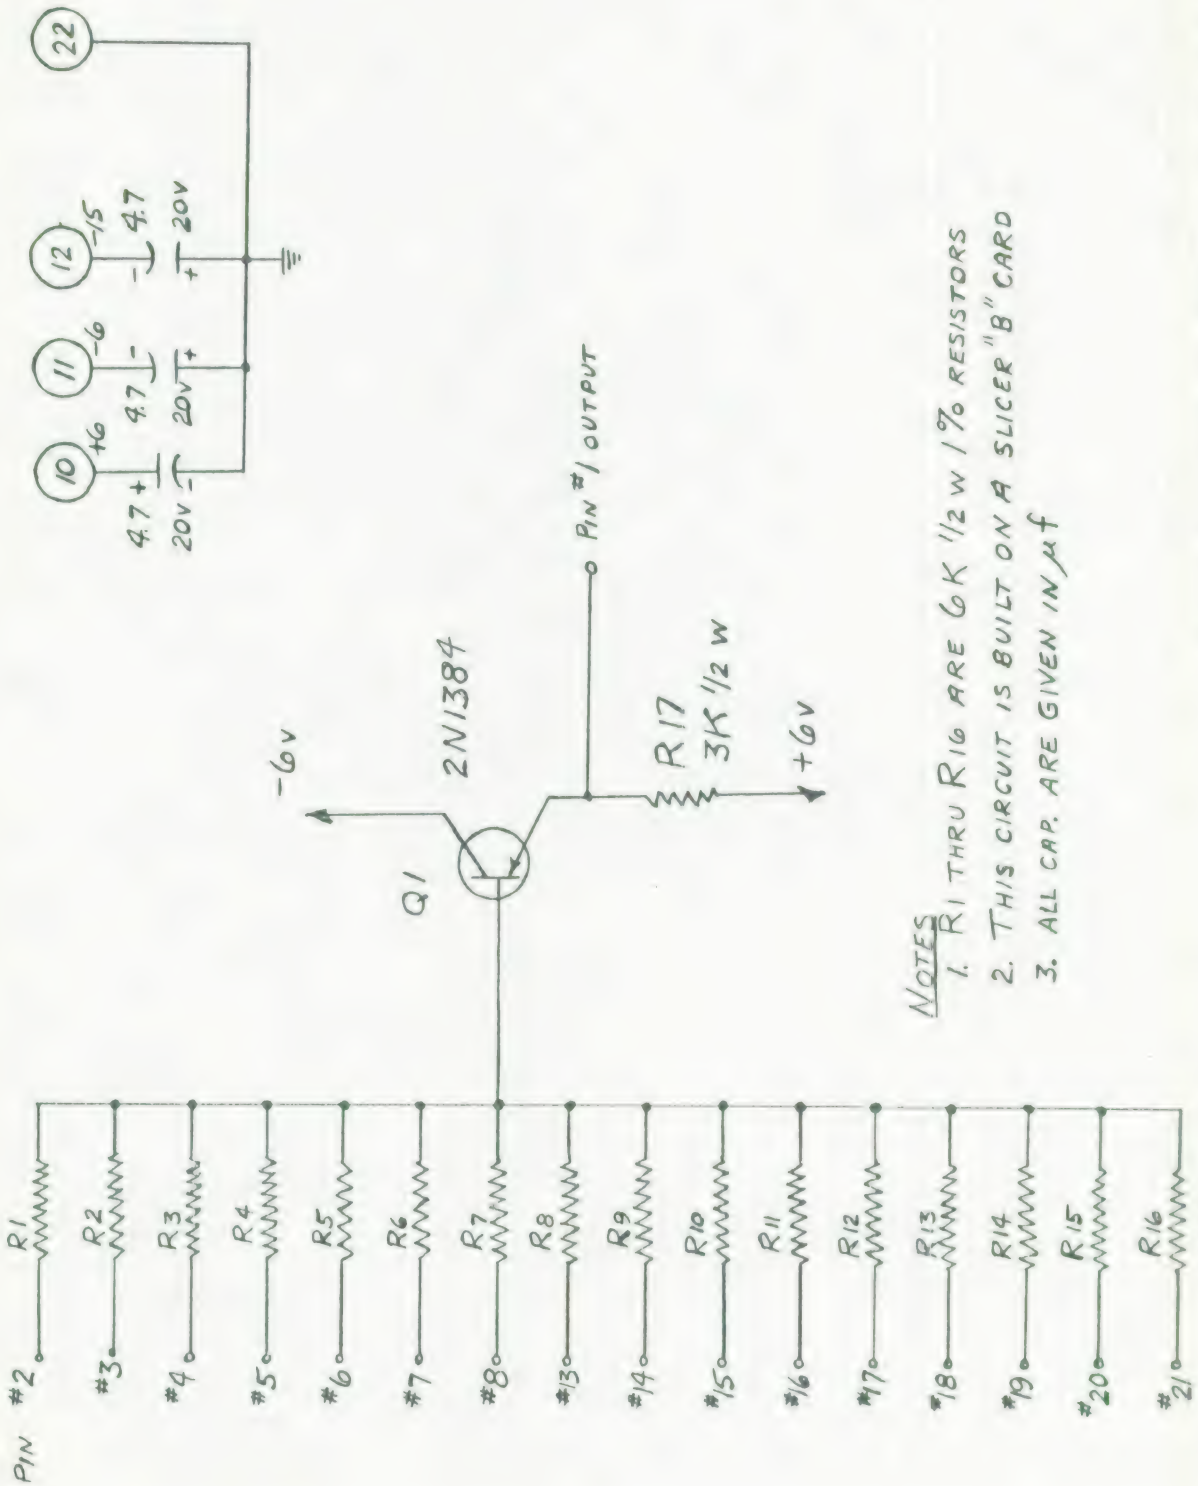 PIN #2 R1
#3 R2
#4 R3
#5 R4
#6 R5
#7 R6
#8 R7
#13 R8
#14 R9
#15 R10
#16 R11
#17 R12
#18 R13
#19 R14
#20 R15
#21 R16
Q1
-6v
2N1384
R17
3K 1/2 W
+6v
PIN #1 OUTPUT
10
+6
4.7 +
20v -
11
-6
4.7 -
20v +
12
-15
- 4.7
+ 20v
22
NOTES
1. R1 THRU R16 ARE 6K 1/2 W 1% RESISTORS
2. THIS CIRCUIT IS BUILT ON A SLICER "B" CARD
3. ALL CAP. ARE GIVEN IN µf